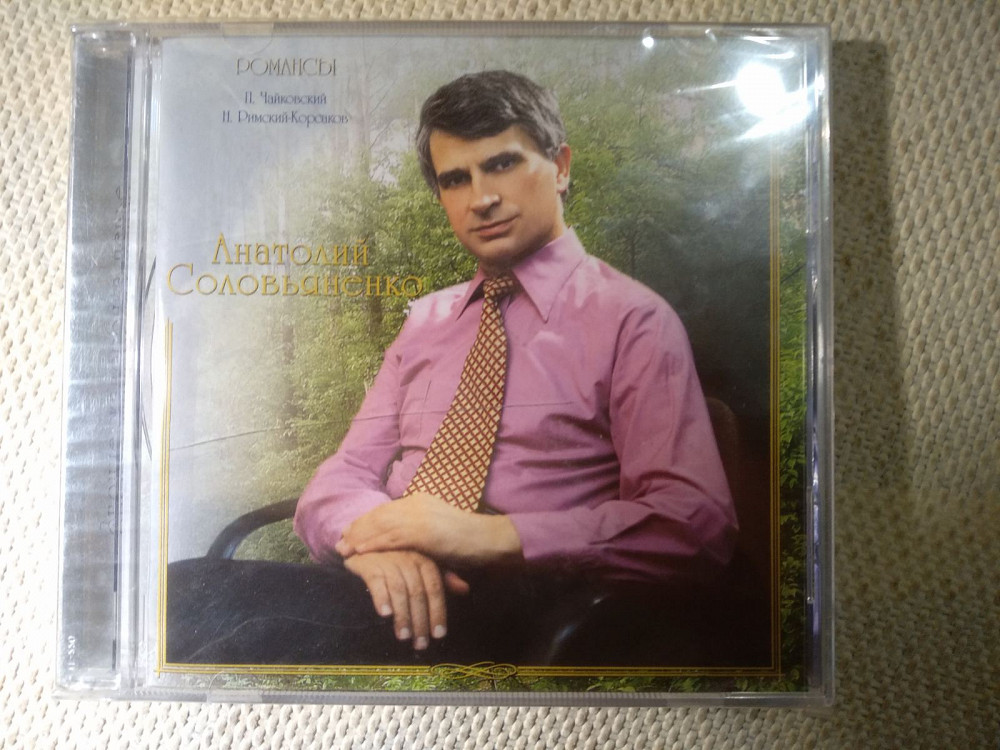 РОМАНСЫ
П. Чайковский
Н. Римский-Корсаков
Анатолий
Соловьяненко